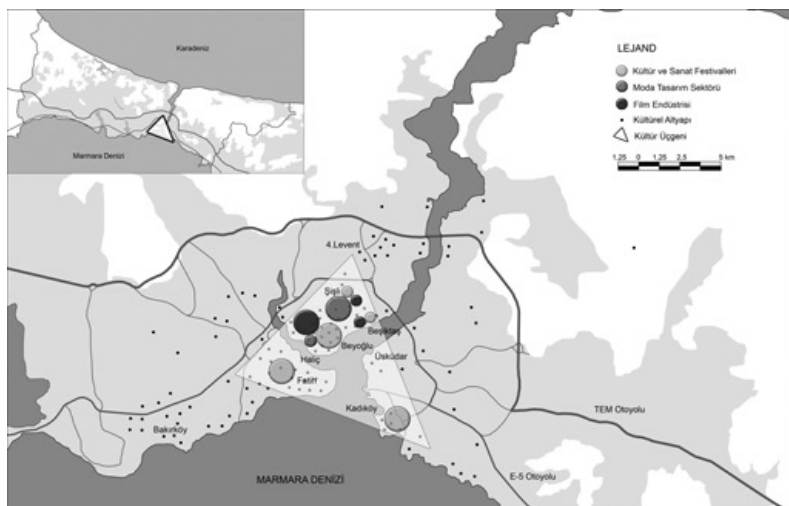 Karadeniz
Marmara Denizi
LEJAND
Kültür ve Sanat Festivalleri
Moda Tasarım Sektörü
Film Endüstrisi
Kültürel Altyapı
Kültür Üçgeni
1.25 0 1.25 2,5 5 km
4.Levent
Şişli
Beşiktaş
Beyoğlu
Haliç
Üsküdar
Fatih
Kadıköy
Bakırköy
TEM Otoyolu
E-5 Otoyolu
MARMARA DENİZİ